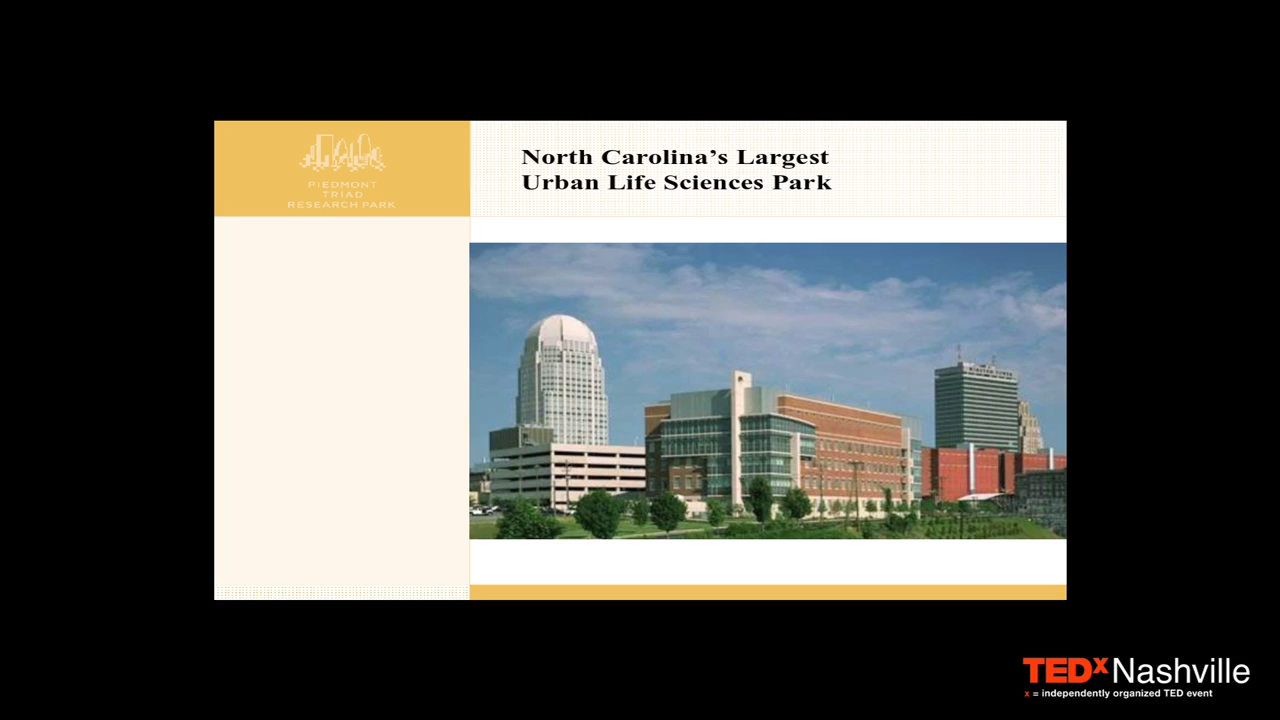 PIEDMONT
TRIAD
RESEARCH PARK
North Carolina's Largest
Urban Life Sciences Park
TEDxNashville
x = independently organized TED event